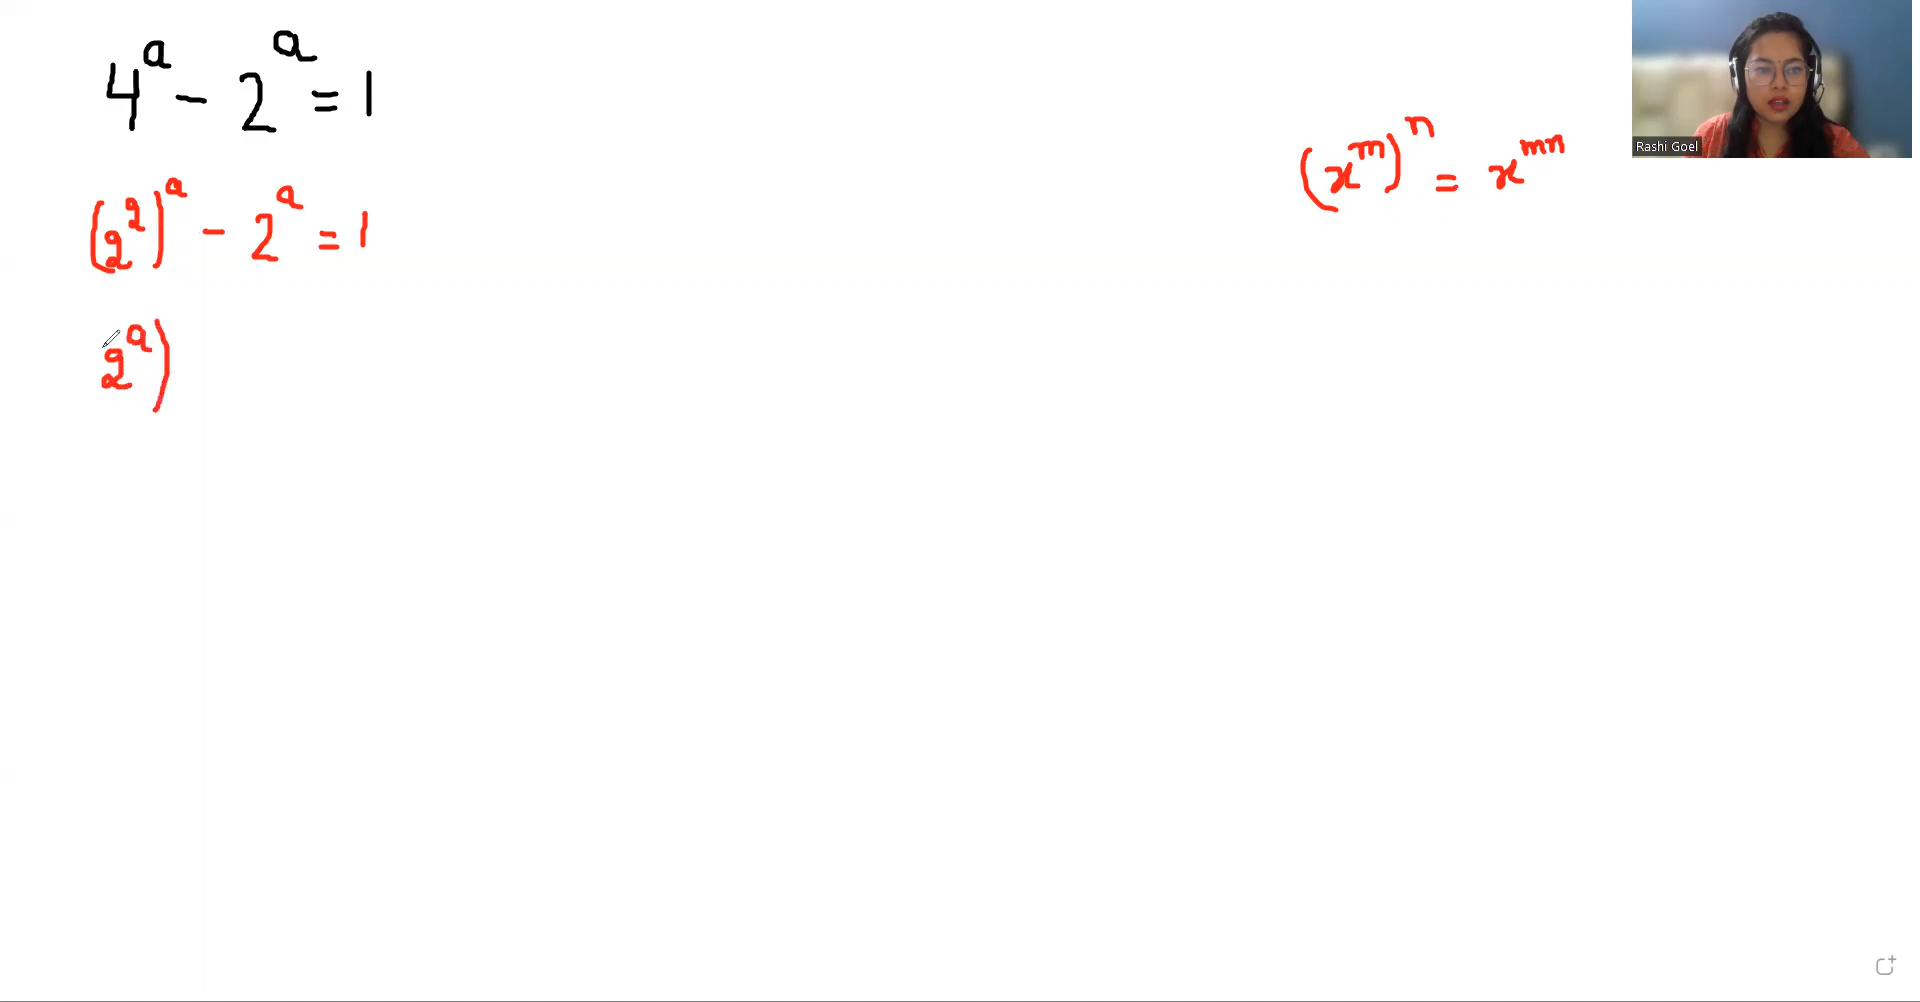 4^a - 2^a = 1
(2^2)^a - 2^a = 1
2^a)
(x^m)^n = x^{mn}
Rashi Goel